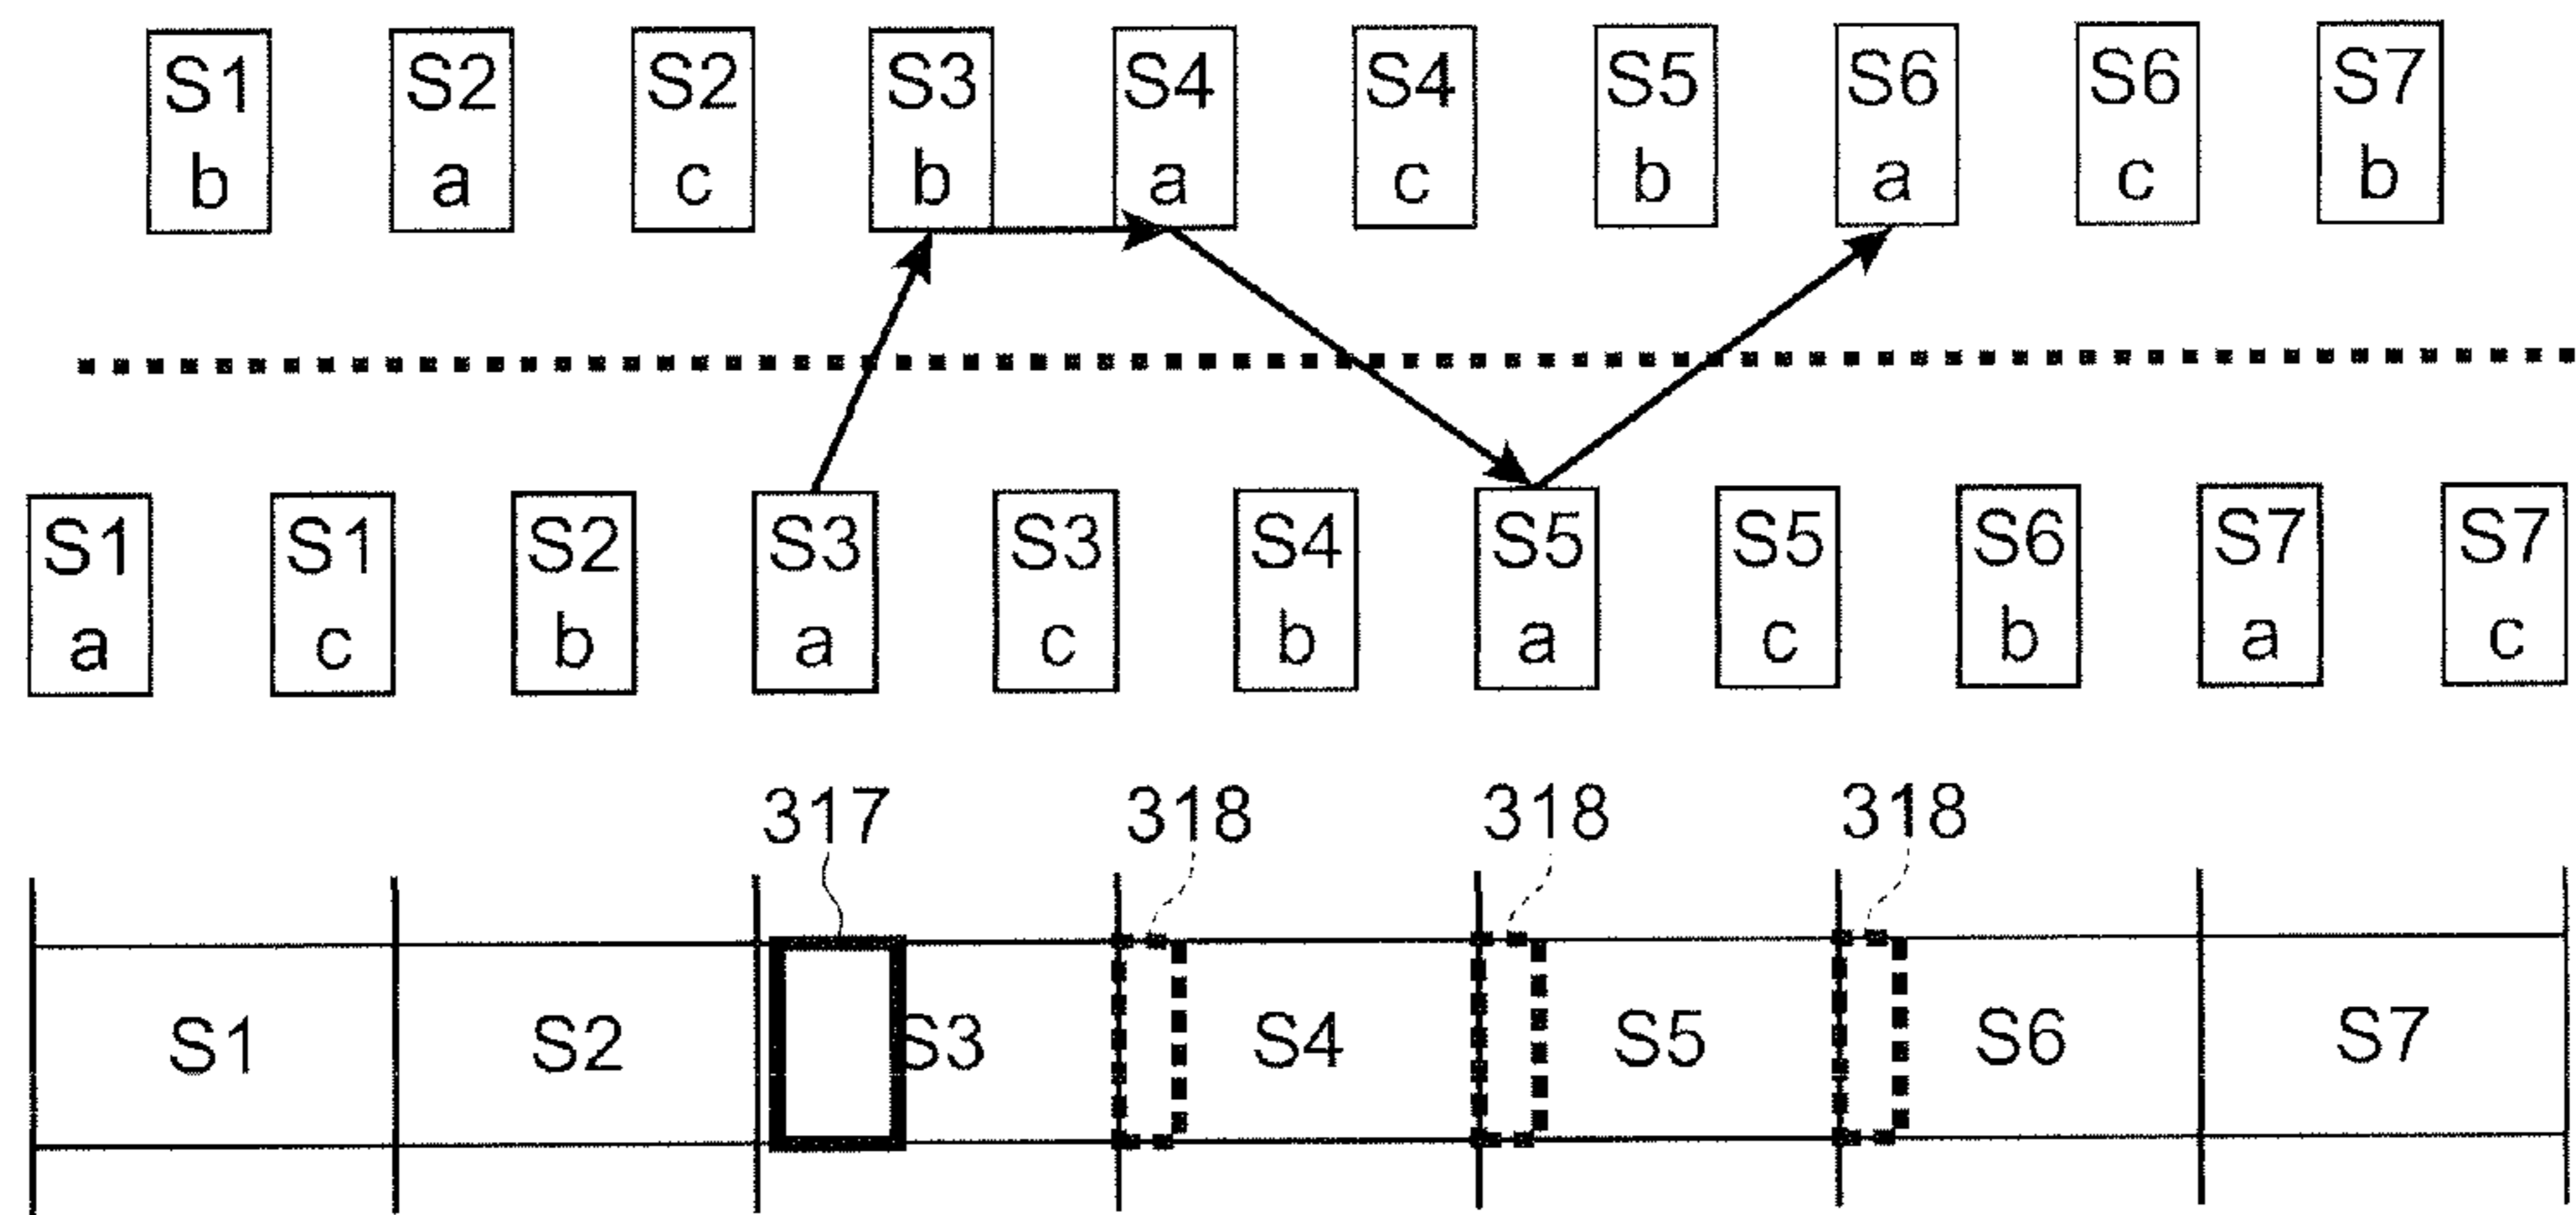 S1 S2 S2 S3 S4 S4 S5 S6 S6 S7
b a c b a c b a c b
S1 S1 S2 S3 S3 S4 S5 S5 S6 S7 S7
a c b a c b a c b a c
317 318 318 318
S1 S2 S3 S4 S5 S6 S7